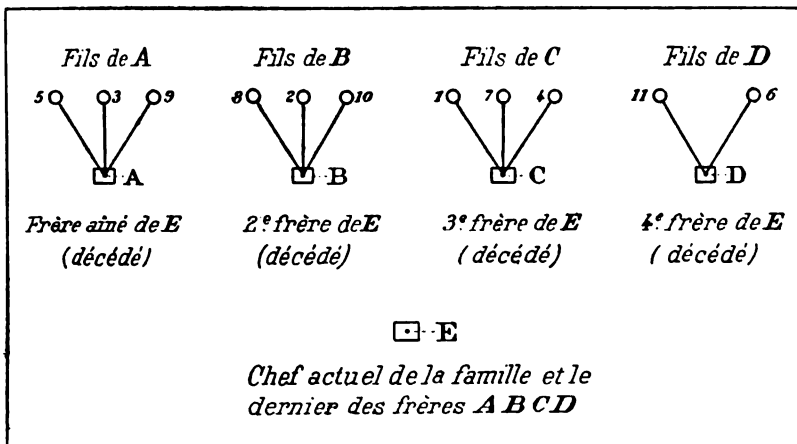 Fils de A Fils de B Fils de C Fils de D
5 3 9 8 2 10 1 7 4 11 6
A B C D
Frère aîné de E 2.e frère de E 3e frère de E 4.e frère de E
(décédé) (décédé) (décédé) (décédé)
E
Chef actuel de la famille et le
dernier des frères A B C D